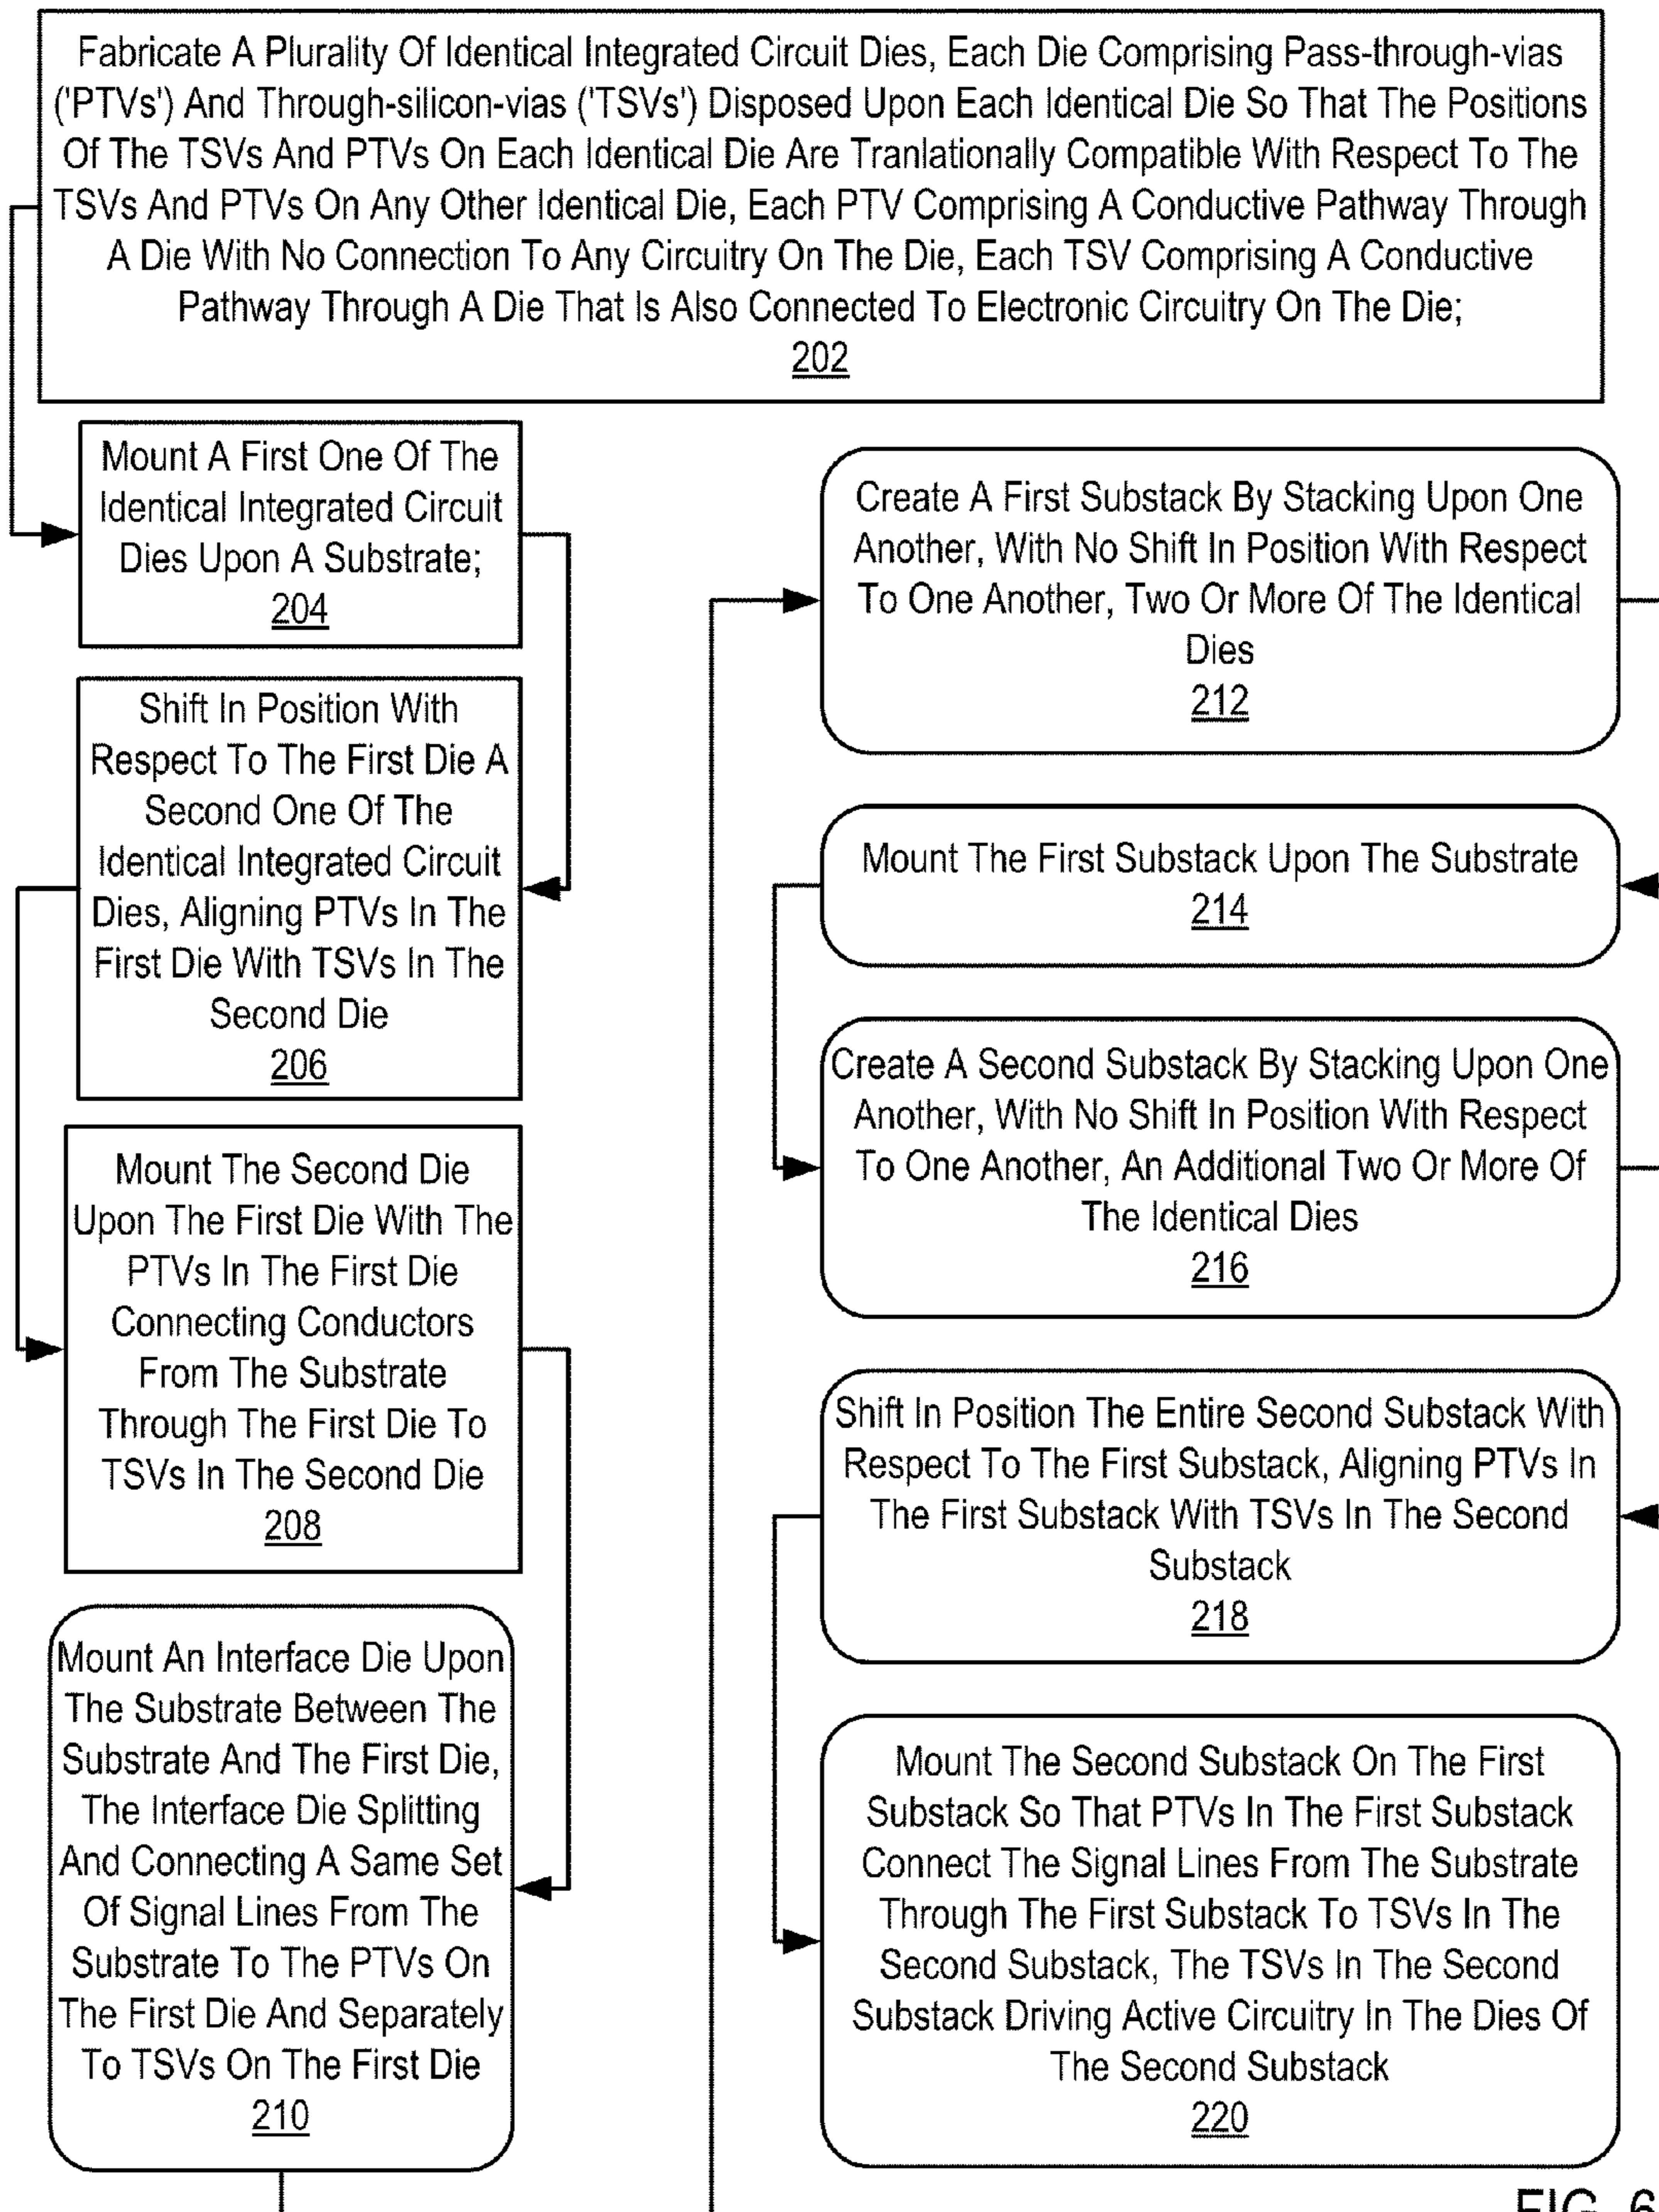 Fabricate A Plurality Of Identical Integrated Circuit Dies, Each Die Comprising Pass-through-vias
('PTVs') And Through-silicon-vias ('TSVs') Disposed Upon Each Identical Die So That The Positions
Of The TSVs And PTVs On Each Identical Die Are Tranlationally Compatible With Respect To The
TSVs And PTVs On Any Other Identical Die, Each PTV Comprising A Conductive Pathway Through
A Die With No Connection To Any Circuitry On The Die, Each TSV Comprising A Conductive
Pathway Through A Die That Is Also Connected To Electronic Circuitry On The Die;
202
Mount A First One Of The
Identical Integrated Circuit
Dies Upon A Substrate;
204
Shift In Position With
Respect To The First Die A
Second One Of The
Identical Integrated Circuit
Dies, Aligning PTVs In The
First Die With TSVs In The
Second Die
206
Mount The Second Die
Upon The First Die With The
PTVs In The First Die
Connecting Conductors
From The Substrate
Through The First Die To
TSVs In The Second Die
208
Mount An Interface Die Upon
The Substrate Between The
Substrate And The First Die,
The Interface Die Splitting
And Connecting A Same Set
Of Signal Lines From The
Substrate To The PTVs On
The First Die And Separately
To TSVs On The First Die
210
Create A First Substack By Stacking Upon One
Another, With No Shift In Position With Respect
To One Another, Two Or More Of The Identical
Dies
212
Mount The First Substack Upon The Substrate
214
Create A Second Substack By Stacking Upon One
Another, With No Shift In Position With Respect
To One Another, An Additional Two Or More Of
The Identical Dies
216
Shift In Position The Entire Second Substack With
Respect To The First Substack, Aligning PTVs In
The First Substack With TSVs In The Second
Substack
218
Mount The Second Substack On The First
Substack So That PTVs In The First Substack
Connect The Signal Lines From The Substrate
Through The First Substack To TSVs In The
Second Substack, The TSVs In The Second
Substack Driving Active Circuitry In The Dies Of
The Second Substack
220
FIG. 6